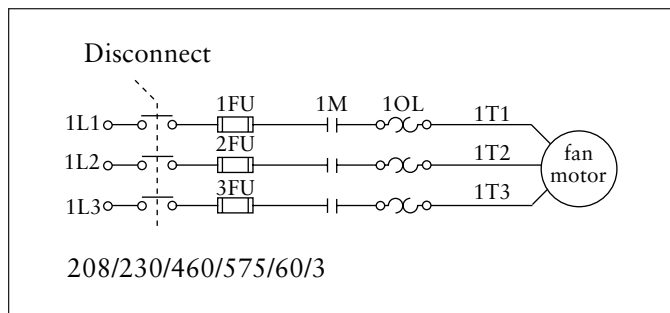 Disconnect
1FU 1M 1OL
1L1 1T1
2FU
1L2 1T2
fan
motor
3FU
1L3 1T3
208/230/460/575/60/3